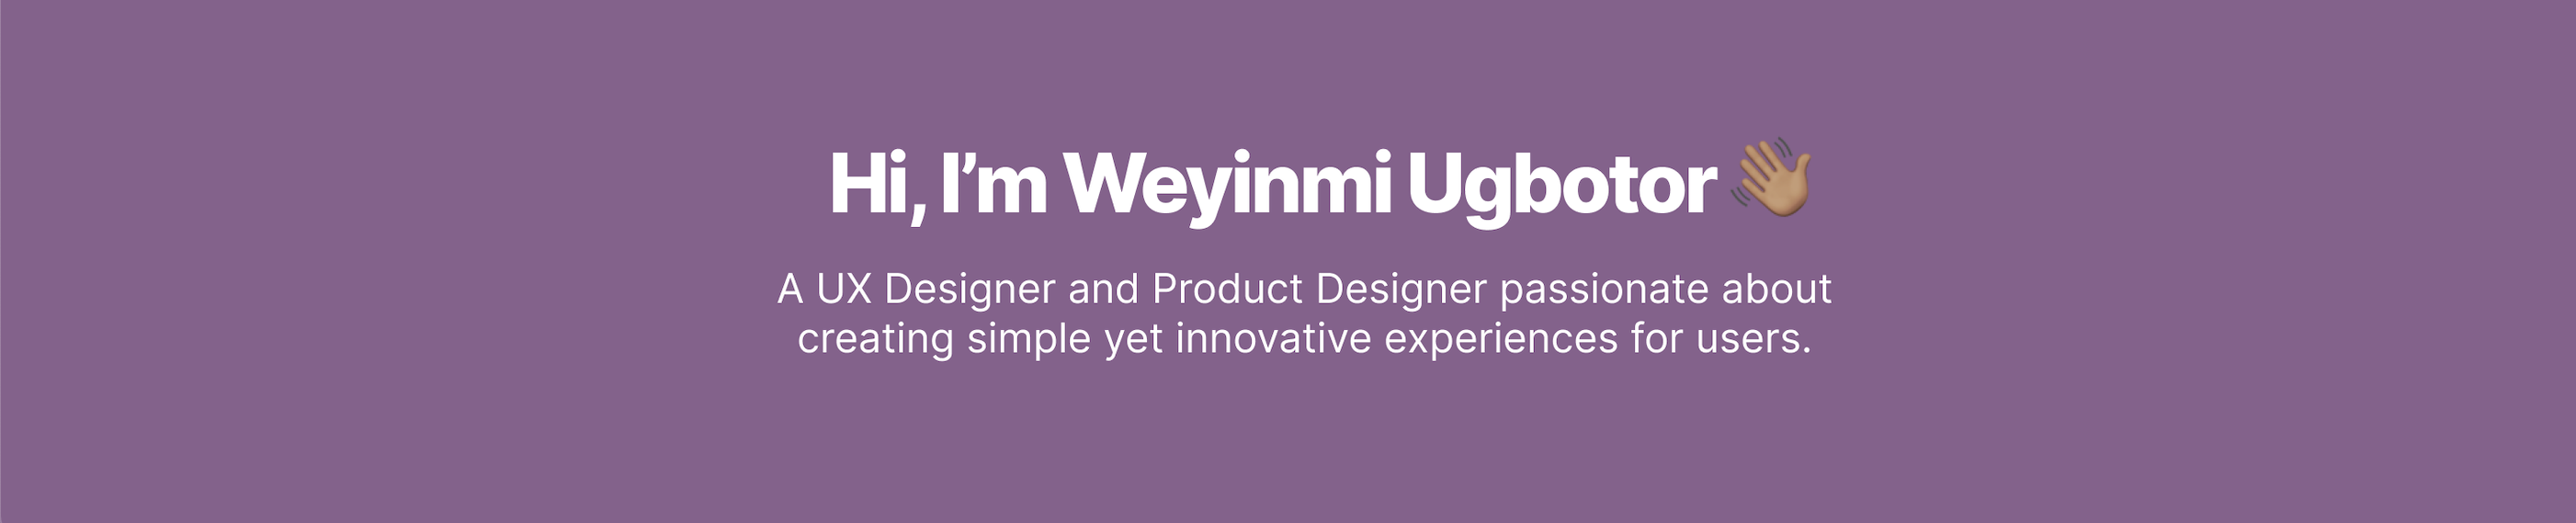 Hi, I’m Weyinmi Ugbotor 👋🏽
A UX Designer and Product Designer passionate about
creating simple yet innovative experiences for users.